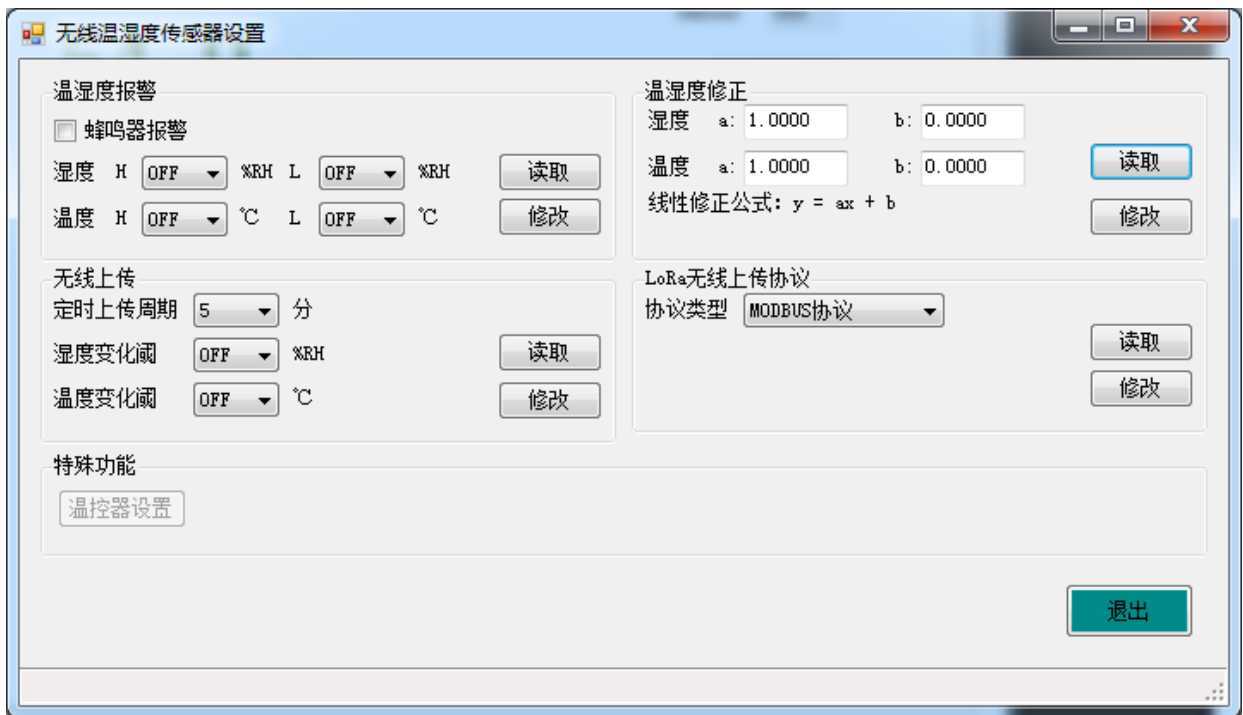 无线温湿度传感器设置
温湿度报警
蜂鸣器报警
湿度 H OFF %RH L OFF %RH 读取
温度 H OFF ℃ L OFF ℃ 修改
温湿度修正
湿度 a: 1.0000 b: 0.0000
温度 a: 1.0000 b: 0.0000 读取
线性修正公式: y = ax + b 修改
无线上传
定时上传周期 5 分
湿度变化阈 OFF %RH 读取
温度变化阈 OFF ℃ 修改
LoRa无线上传协议
协议类型 MODBUS协议
读取
修改
特殊功能
温控器设置
退出